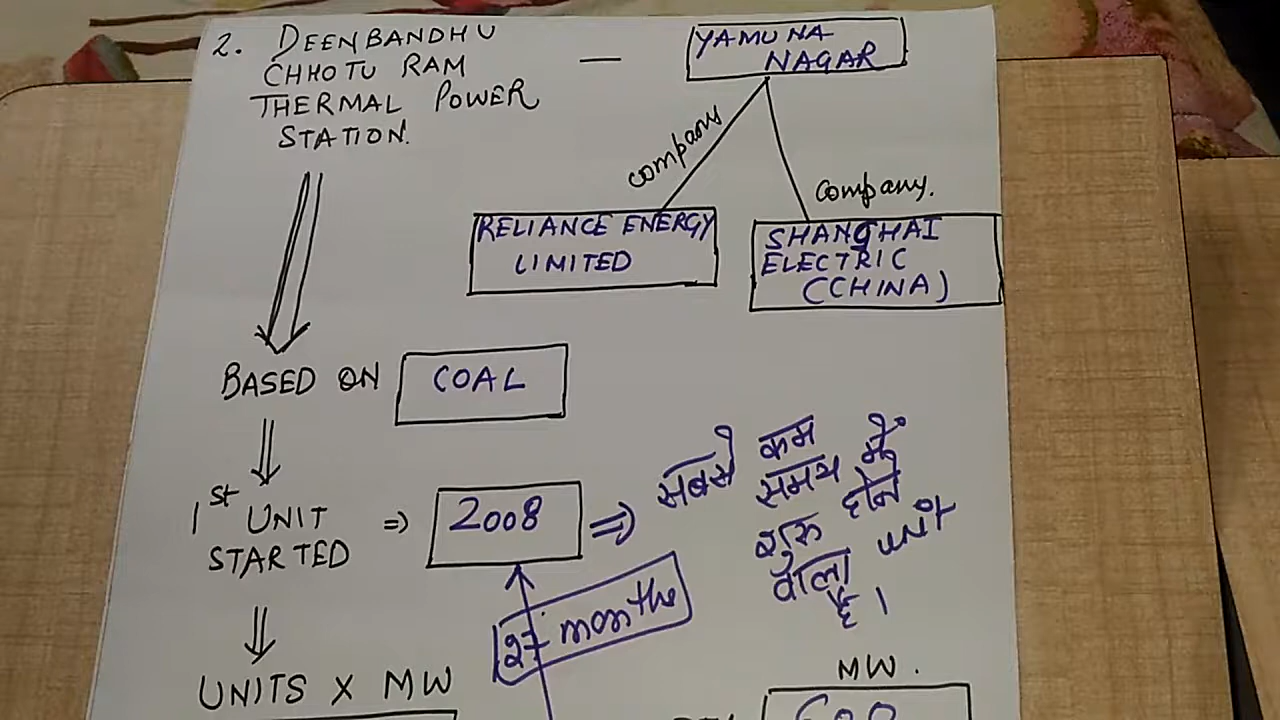 2. DEENBANDHU
CHHOTU RAM
THERMAL POWER
STATION.
—
YAMUNA
NAGAR
company
company.
RELIANCE ENERGY
LIMITED
SHANGHAI
ELECTRIC
(CHINA)
BASED ON
COAL
1st UNIT
STARTED
⇒
2008
⇒
सबसे कम
समय में
शुरू होने
वाला unit
है।
27 months
UNITS X MW
MW.
600